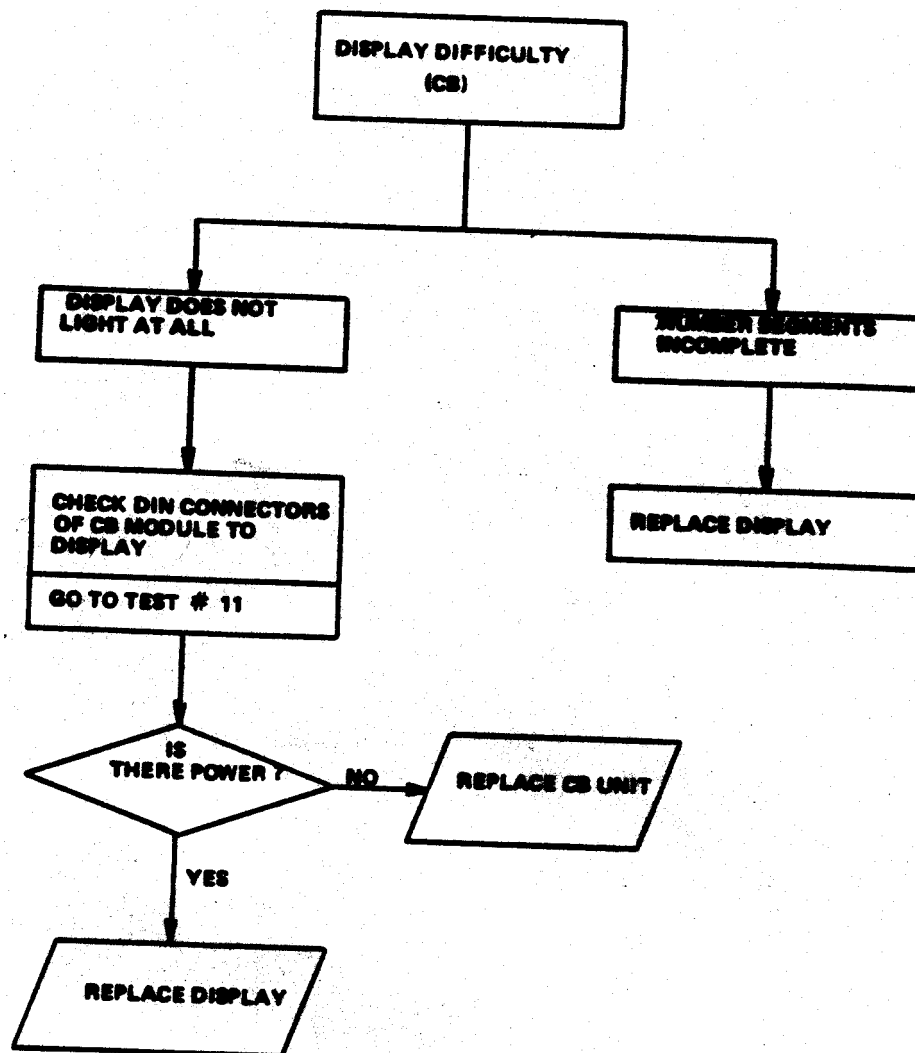 DISPLAY DIFFICULTY
(CB)
DISPLAY DOES NOT
LIGHT AT ALL
NUMBER SEGMENTS
INCOMPLETE
CHECK DIN CONNECTORS
OF CB MODULE TO
DISPLAY
GO TO TEST # 11
REPLACE DISPLAY
IS
THERE POWER ?
NO
REPLACE CB UNIT
YES
REPLACE DISPLAY